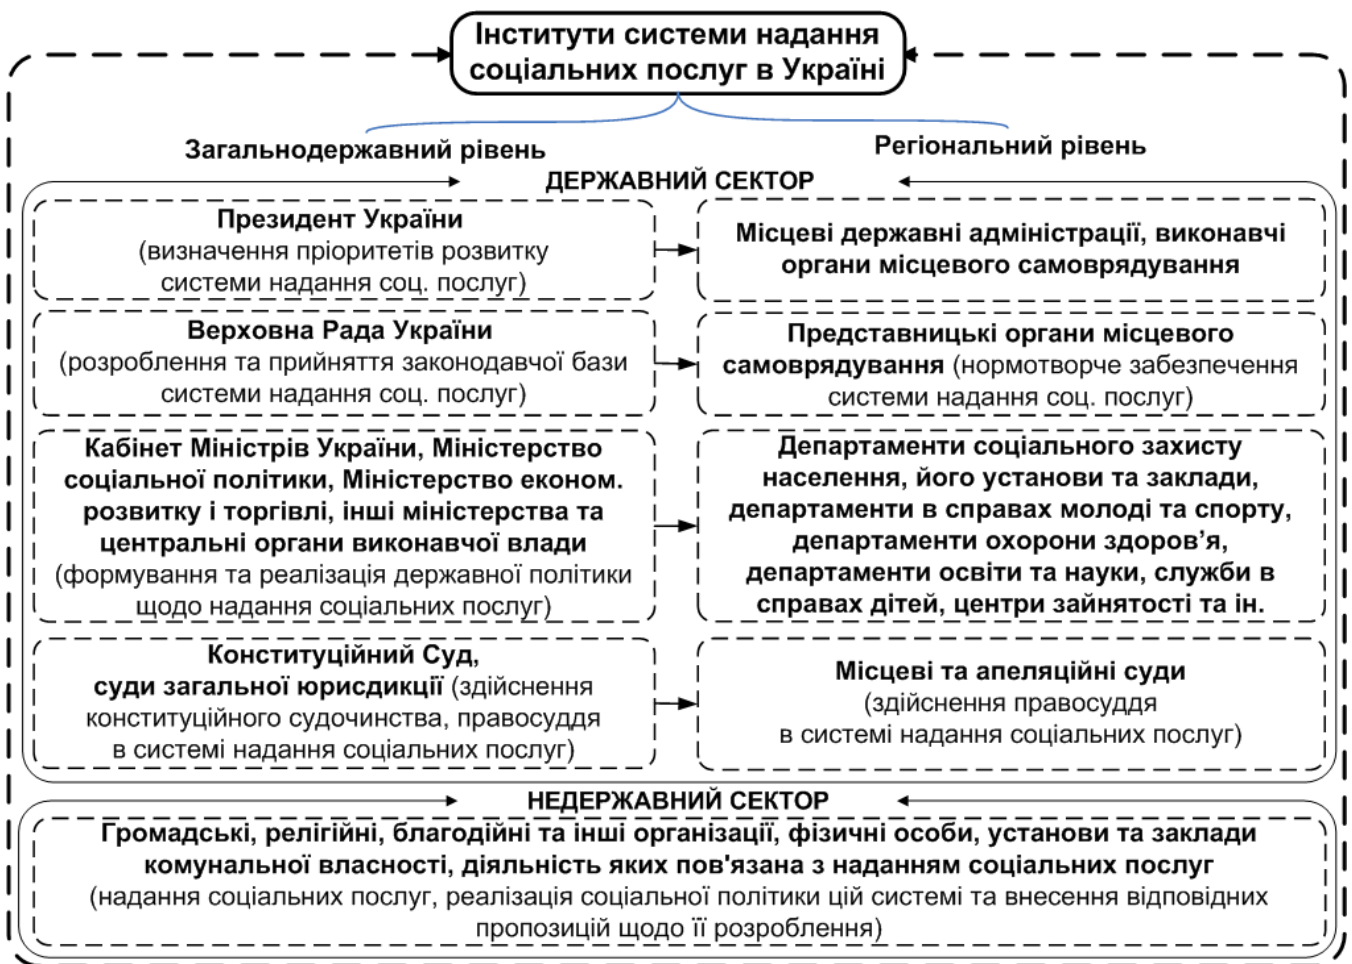 Інститути системи надання
соціальних послуг в Україні
Загальнодержавний рівень
Регіональний рівень
ДЕРЖАВНИЙ СЕКТОР
Президент України
(визначення пріоритетів розвитку
системи надання соц. послуг)
Місцеві державні адміністрації, виконавчі
органи місцевого самоврядування
Верховна Рада України
(розроблення та прийняття законодавчої бази
системи надання соц. послуг)
Представницькі органи місцевого
самоврядування (нормотворче забезпечення
системи надання соц. послуг)
Кабінет Міністрів України, Міністерство
соціальної політики, Міністерство економ.
розвитку і торгівлі, інші міністерства та
центральні органи виконавчої влади
(формування та реалізація державної політики
щодо надання соціальних послуг)
Департаменти соціального захисту
населення, його установи та заклади,
департаменти в справах молоді та спорту,
департаменти охорони здоров’я,
департаменти освіти та науки, служби в
справах дітей, центри зайнятості та ін.
Конституційний Суд,
суди загальної юрисдикції (здійснення
конституційного судочинства, правосуддя
в системі надання соціальних послуг)
Місцеві та апеляційні суди
(здійснення правосуддя
в системі надання соціальних послуг)
НЕДЕРЖАВНИЙ СЕКТОР
Громадські, релігійні, благодійні та інші організації, фізичні особи, установи та заклади
комунальної власності, діяльність яких пов'язана з наданням соціальних послуг
(надання соціальних послуг, реалізація соціальної політики цій системі та внесення відповідних
пропозицій щодо її розроблення)